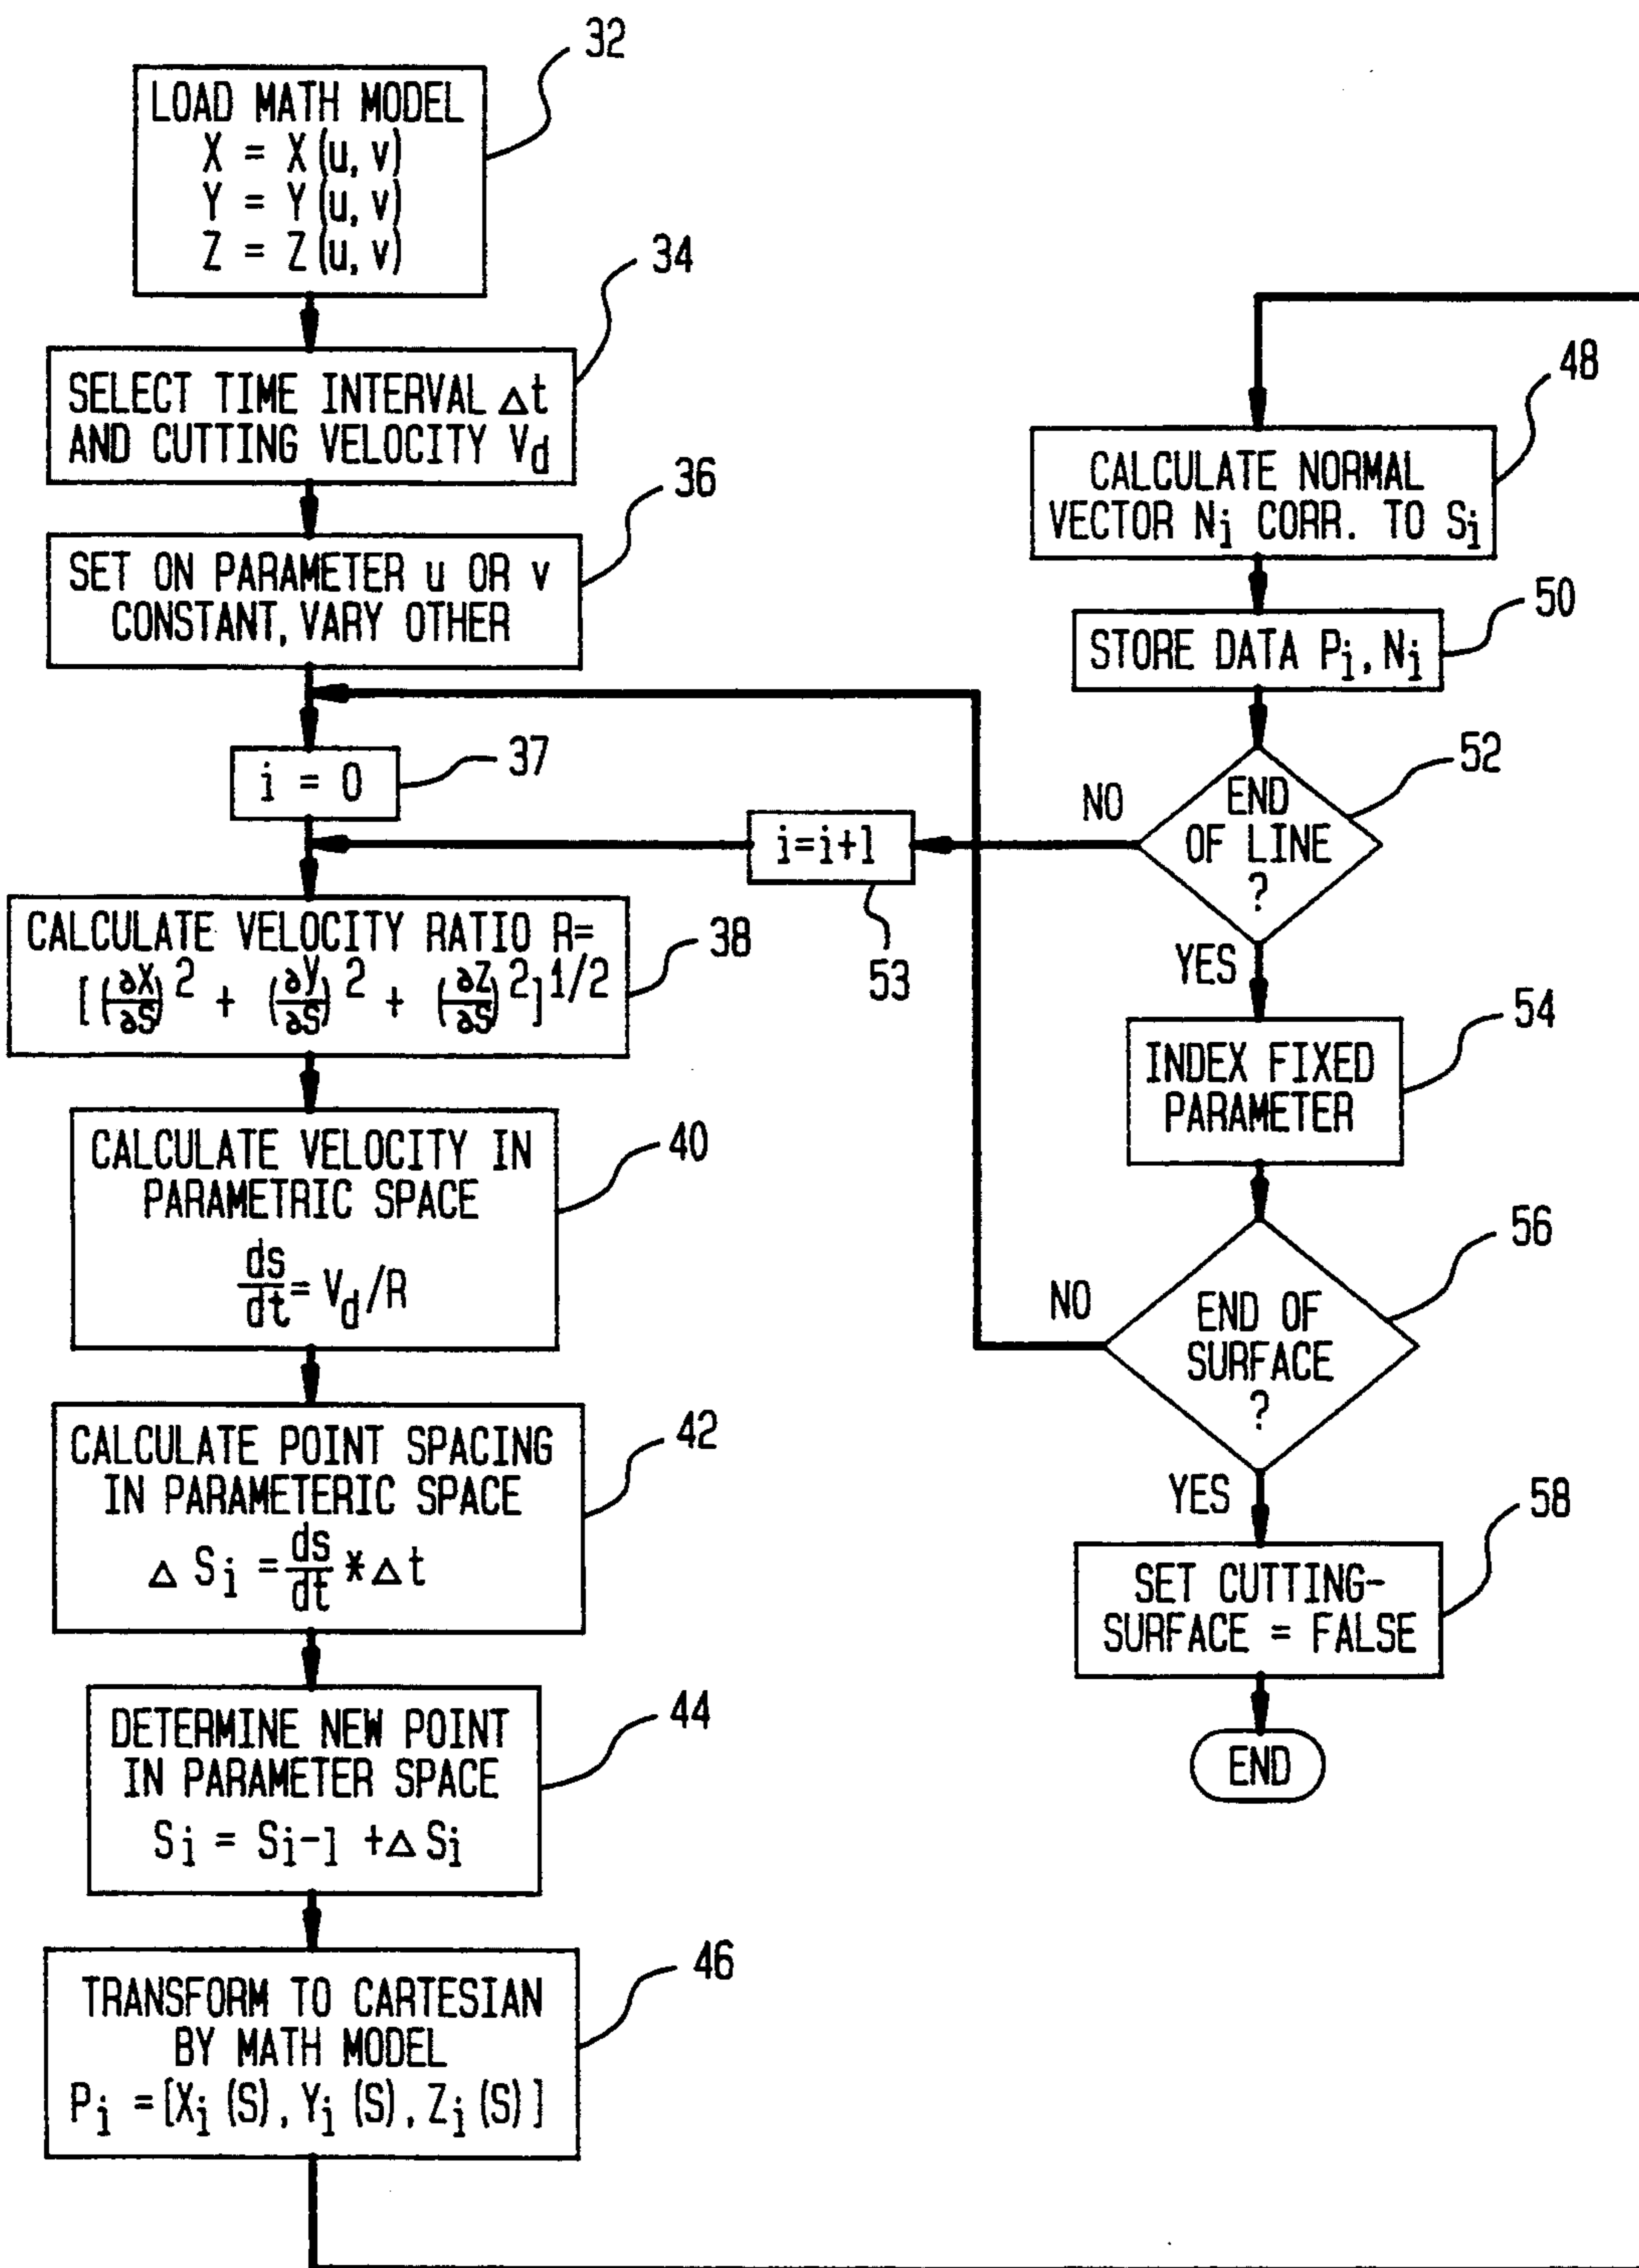 32
LOAD MATH MODEL
X = X(u, v)
Y = Y(u, v)
Z = Z(u, v)
34
SELECT TIME INTERVAL Δt
AND CUTTING VELOCITY Vd
36
SET ON PARAMETER u OR v
CONSTANT, VARY OTHER
37
i = 0
38
CALCULATE VELOCITY RATIO R=
[(∂X/∂S)² + (∂Y/∂S)² + (∂Z/∂S)²]1/2
40
CALCULATE VELOCITY IN
PARAMETRIC SPACE
ds/dt = Vd/R
42
CALCULATE POINT SPACING
IN PARAMETERIC SPACE
Δ Si = ds/dt * Δt
44
DETERMINE NEW POINT
IN PARAMETER SPACE
Si = Si-1 + Δ Si
46
TRANSFORM TO CARTESIAN
BY MATH MODEL
Pi = [Xi (S), Yi (S), Zi (S)]
48
CALCULATE NORMAL
VECTOR Ni CORR. TO Si
50
STORE DATA Pi, Ni
52
END
OF LINE
?
NO
i=i+1
53
YES
54
INDEX FIXED
PARAMETER
56
END OF
SURFACE
?
NO
YES
58
SET CUTTING-
SURFACE = FALSE
END